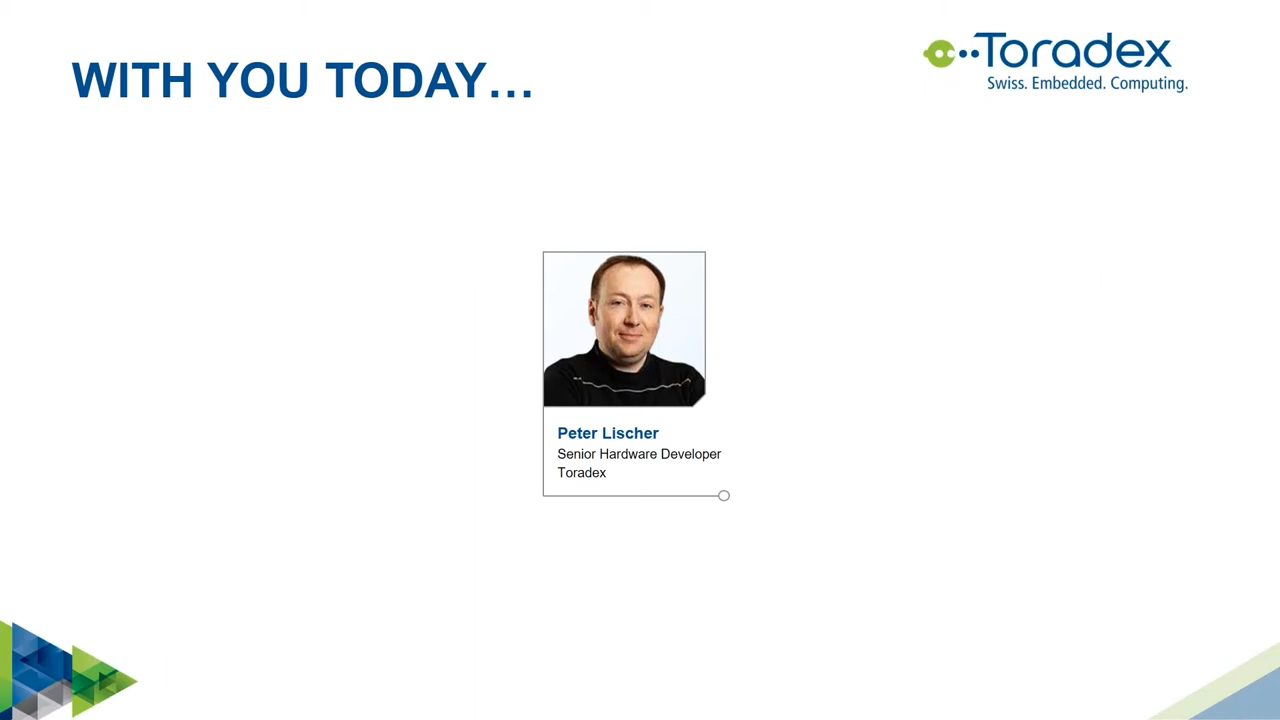 WITH YOU TODAY…
Toradex
Swiss. Embedded. Computing.
Peter Lischer
Senior Hardware Developer
Toradex